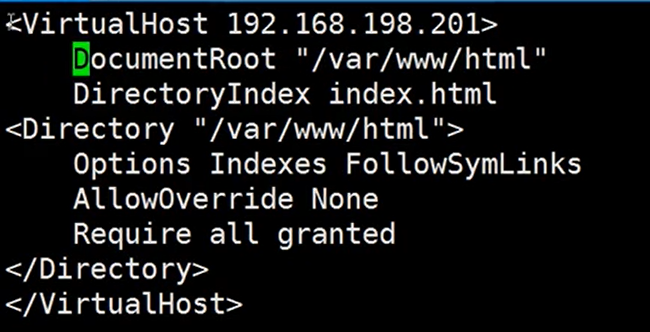 <VirtualHost 192.168.198.201>
    DocumentRoot "/var/www/html"
    DirectoryIndex index.html
<Directory "/var/www/html">
    Options Indexes FollowSymLinks
    AllowOverride None
    Require all granted
</Directory>
</VirtualHost>